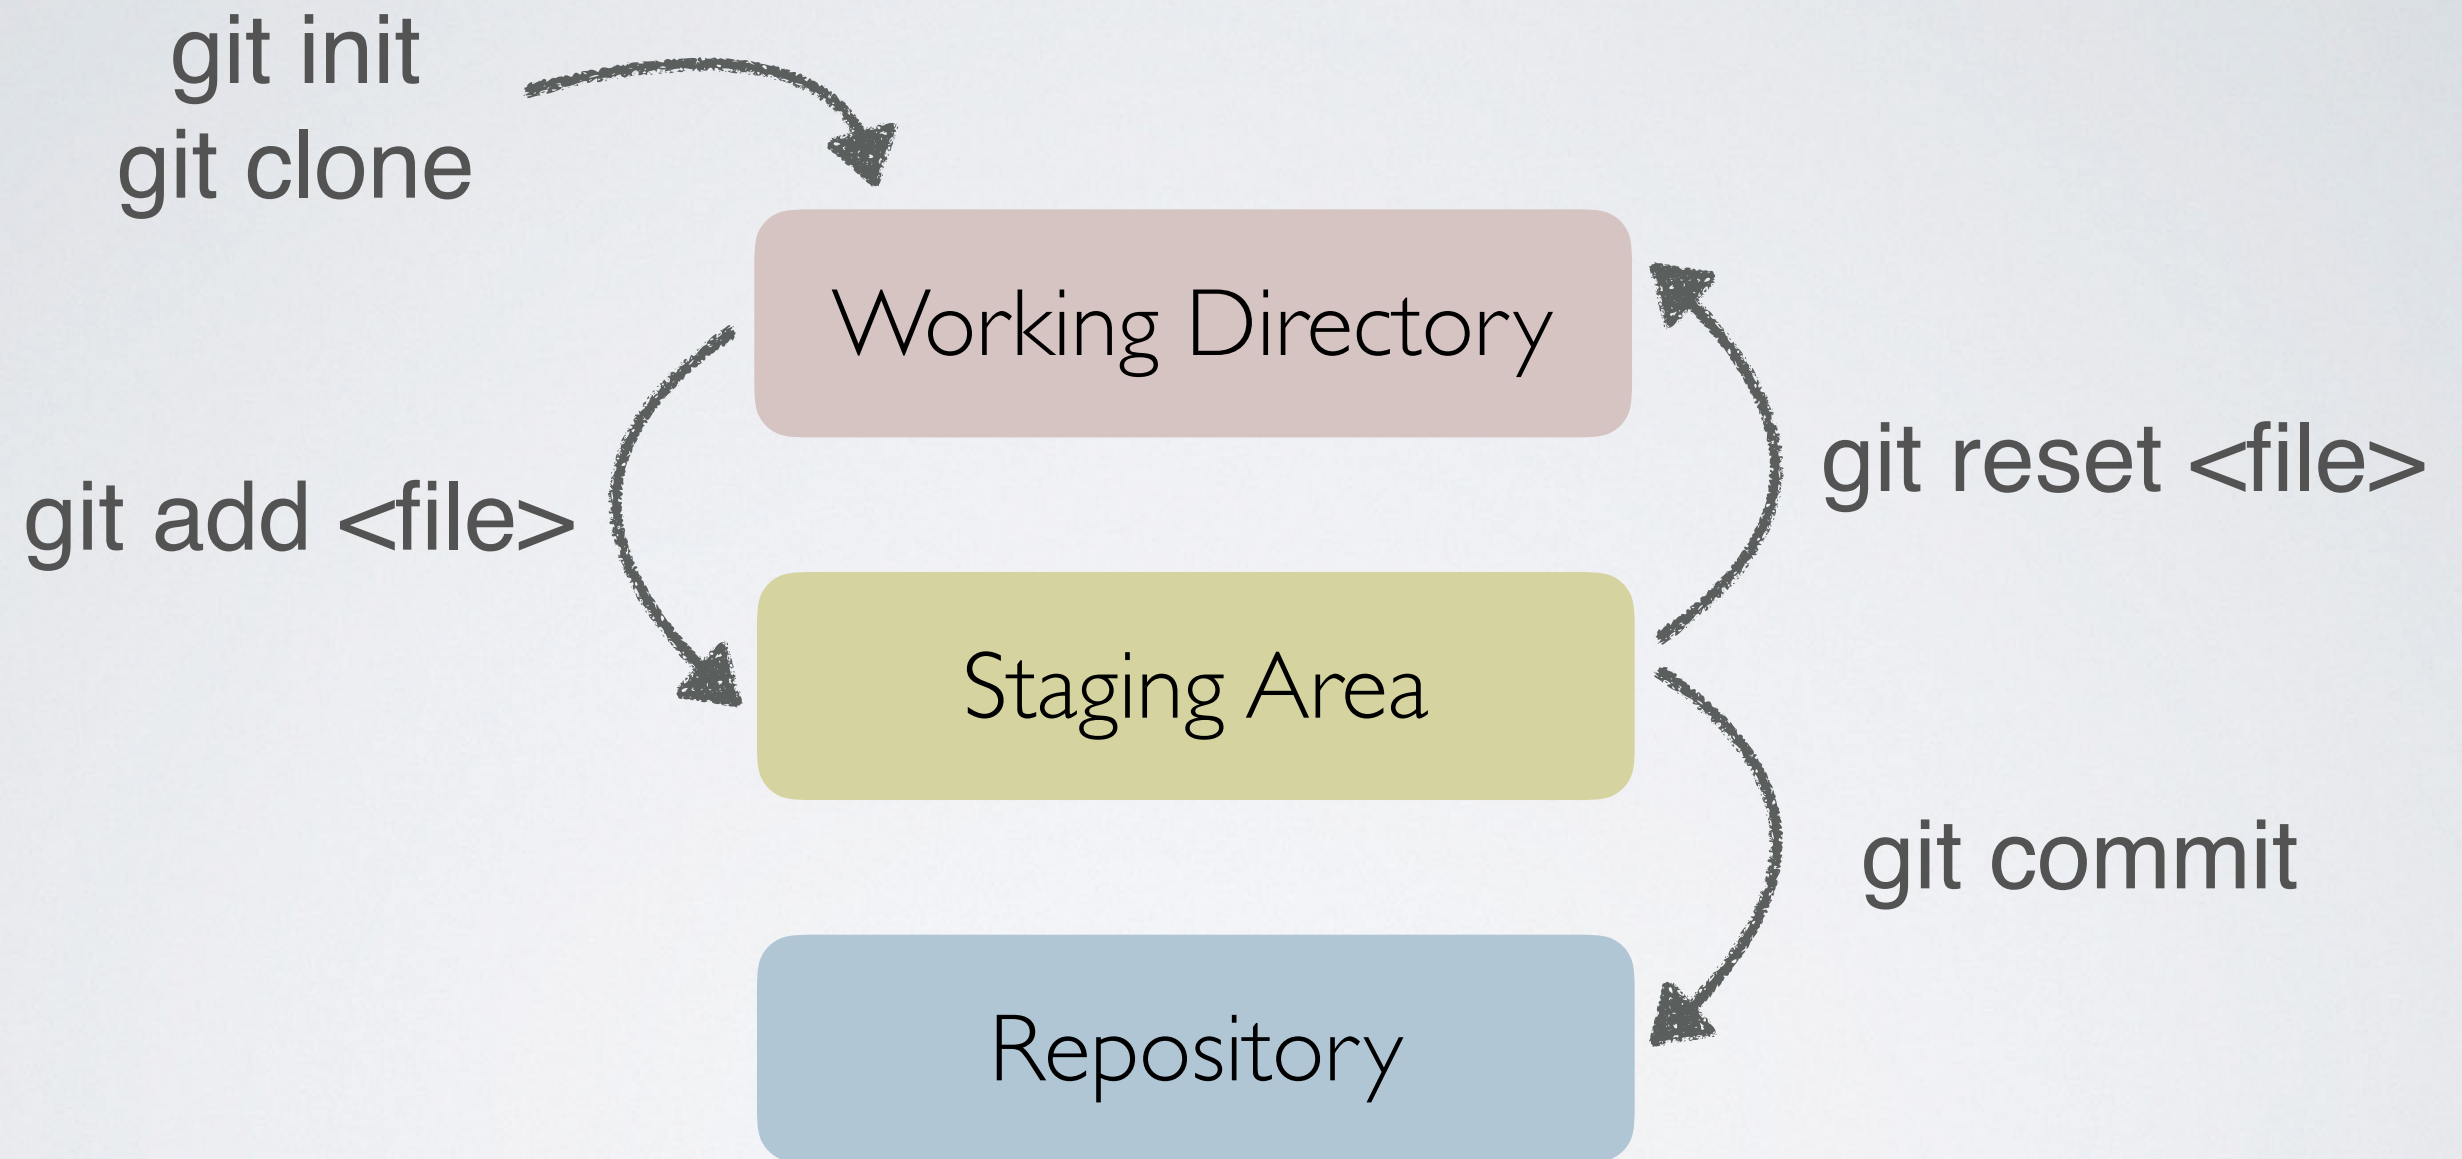 git init
git clone
Working Directory
git reset <file>
git add <file>
Staging Area
git commit
Repository